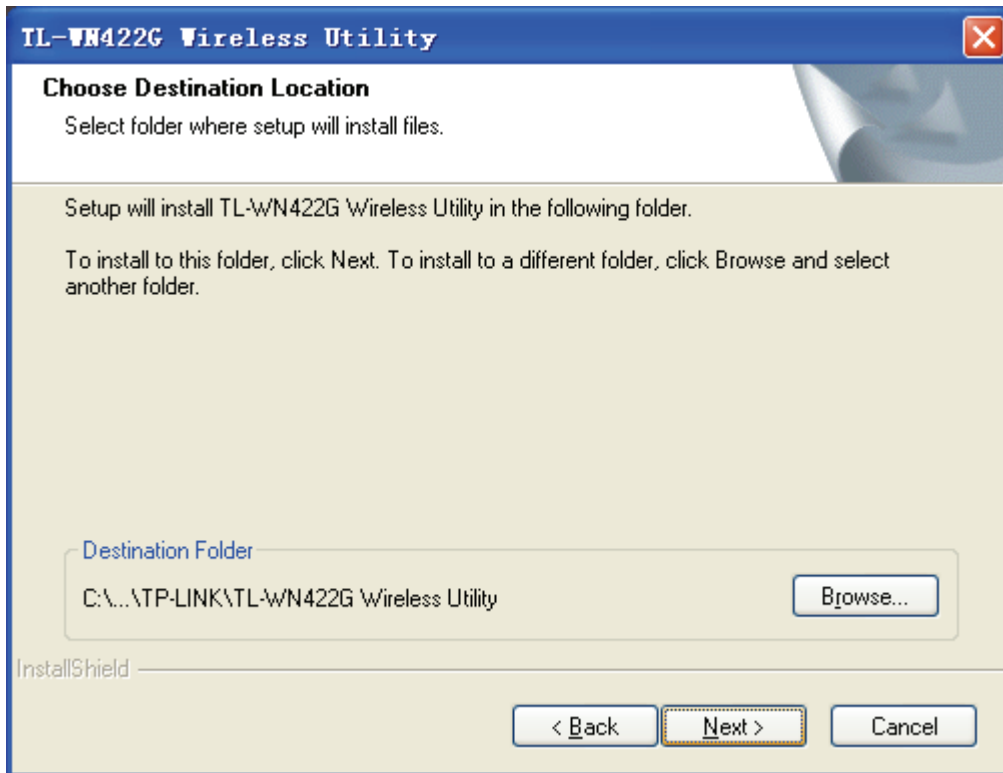 TL-WN422G Wireless Utility
Choose Destination Location
Select folder where setup will install files.
Setup will install TL-WN422G Wireless Utility in the following folder.
To install to this folder, click Next. To install to a different folder, click Browse and select
another folder.
Destination Folder
C:\...\TP-LINK\TL-WN422G Wireless Utility
Browse...
InstallShield
< Back
Next >
Cancel